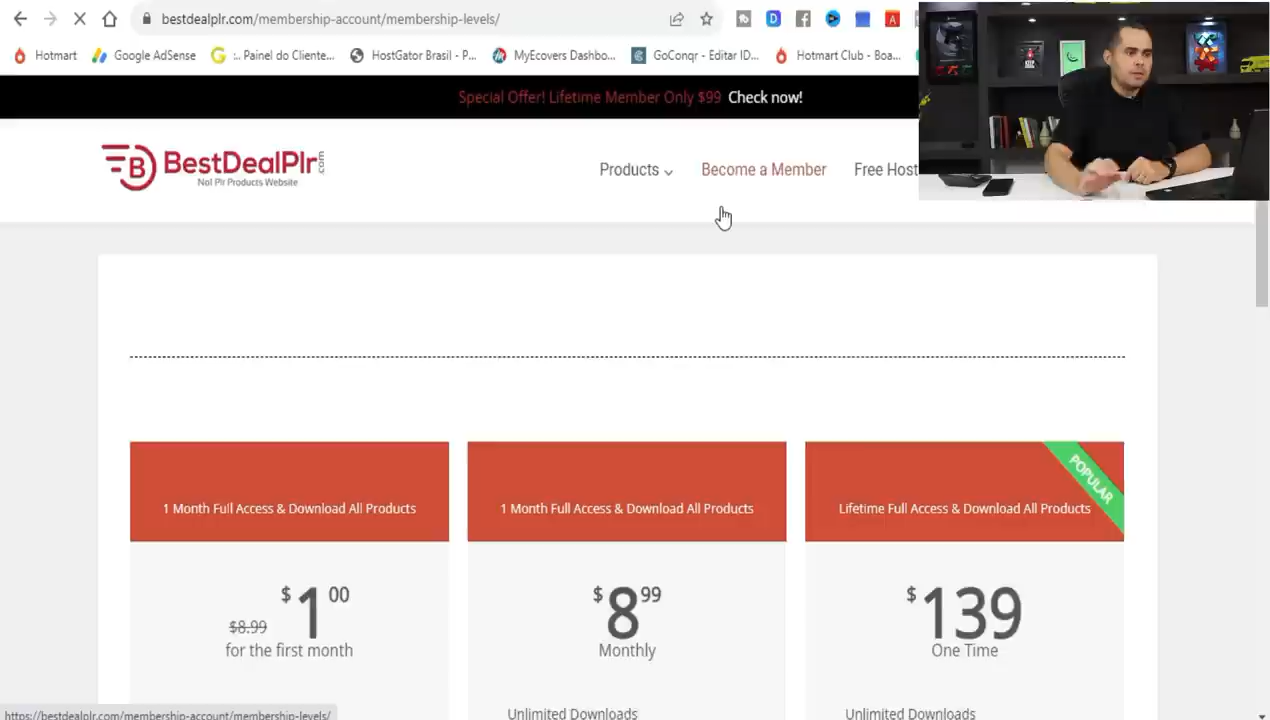 bestdealplr.com/membership-account/membership-levels/
Hotmart
Google AdSense
:. Painel do Cliente...
HostGator Brasil - P...
MyEcovers Dashbo...
GoConqr - Editar ID...
Hotmart Club - Boa...
Special Offer! Lifetime Member Only $99 Check now!
BestDealPlr.com
No1 Plr Products Website
Products
Become a Member
Free Host
1 Month Full Access & Download All Products
$8.99 $1 00
for the first month
1 Month Full Access & Download All Products
$8 99
Monthly
Unlimited Downloads
POPULAR
Lifetime Full Access & Download All Products
$139
One Time
Unlimited Downloads
https://bestdealplr.com/membership-account/membership-levels/